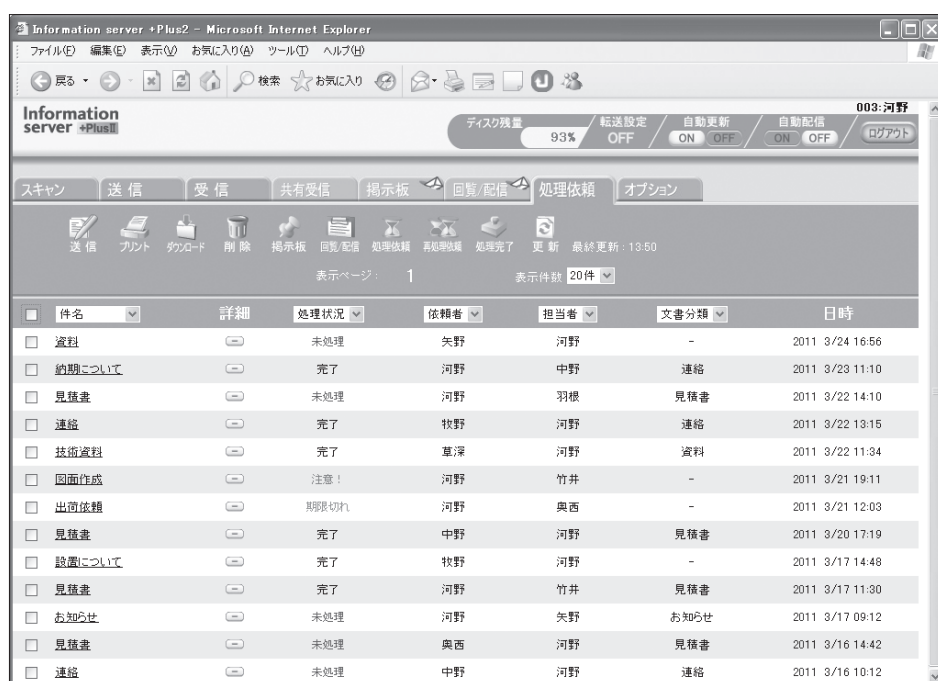 Information server +Plus2 - Microsoft Internet Explorer
ファイル(F) 編集(E) 表示(V) お気に入り(A) ツール(T) ヘルプ(H)
戻る 検索 お気に入り
003:河野
Information
server +PlusII
ディスク残量 93% 転送設定 OFF 自動更新 ON OFF 自動配信 ON OFF ログアウト
スキャン 送信 受信 共有受信 掲示板 回覧/配信 処理依頼 オプション
送信 プリント ダウンロード 削除 掲示板 回覧/配信 処理依頼 再処理依頼 処理完了 更新 最終更新:13:50
表示ページ: 1 表示件数 20件
件名 詳細 処理状況 依頼者 担当者 文書分類 日時
資料 未処理 矢野 河野 - 2011 3/24 16:56
納期について 完了 河野 中野 連絡 2011 3/23 11:10
見積書 未処理 河野 羽根 見積書 2011 3/22 14:10
連絡 完了 牧野 河野 連絡 2011 3/22 13:15
技術資料 完了 草深 河野 資料 2011 3/22 11:34
図面作成 注意! 河野 竹井 - 2011 3/21 19:11
出荷依頼 期限切れ 河野 奥西 - 2011 3/21 12:03
見積書 完了 中野 河野 見積書 2011 3/20 17:19
設置について 完了 牧野 河野 - 2011 3/17 14:48
見積書 完了 河野 竹井 見積書 2011 3/17 11:30
お知らせ 未処理 河野 矢野 お知らせ 2011 3/17 09:12
見積書 未処理 奥西 河野 見積書 2011 3/16 14:42
連絡 未処理 中野 河野 連絡 2011 3/16 10:12